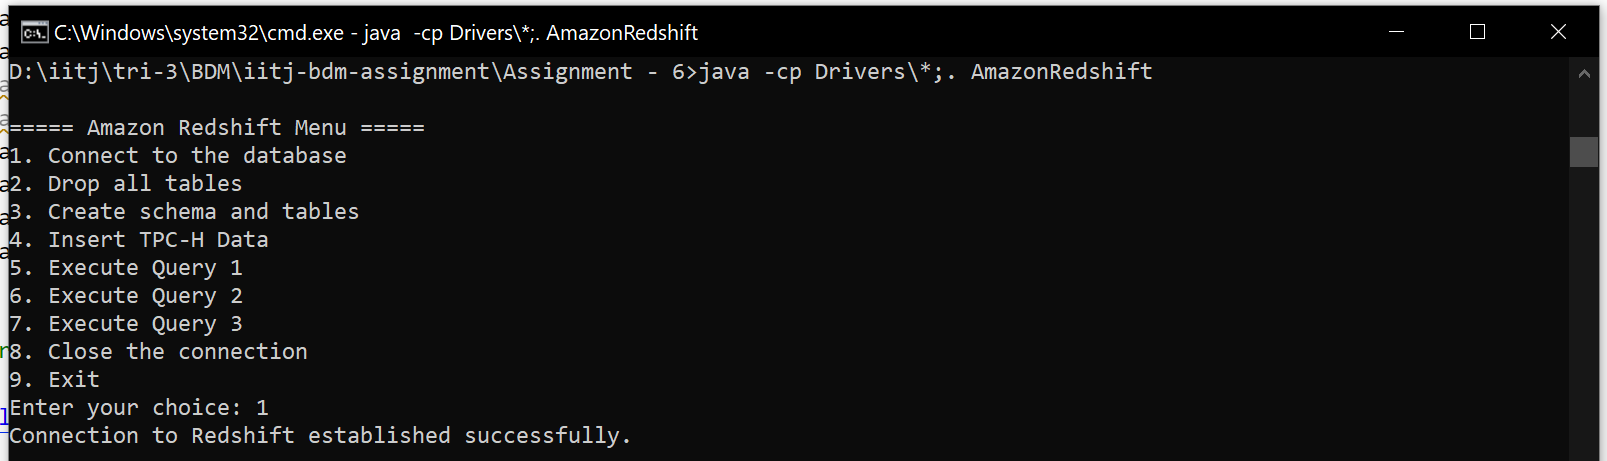 C:\Windows\system32\cmd.exe - java  -cp Drivers\*;. AmazonRedshift
D:\iitj\tri-3\BDM\iitj-bdm-assignment\Assignment - 6>java -cp Drivers\*;. AmazonRedshift
===== Amazon Redshift Menu =====
1. Connect to the database
2. Drop all tables
3. Create schema and tables
4. Insert TPC-H Data
5. Execute Query 1
6. Execute Query 2
7. Execute Query 3
8. Close the connection
9. Exit
Enter your choice: 1
Connection to Redshift established successfully.